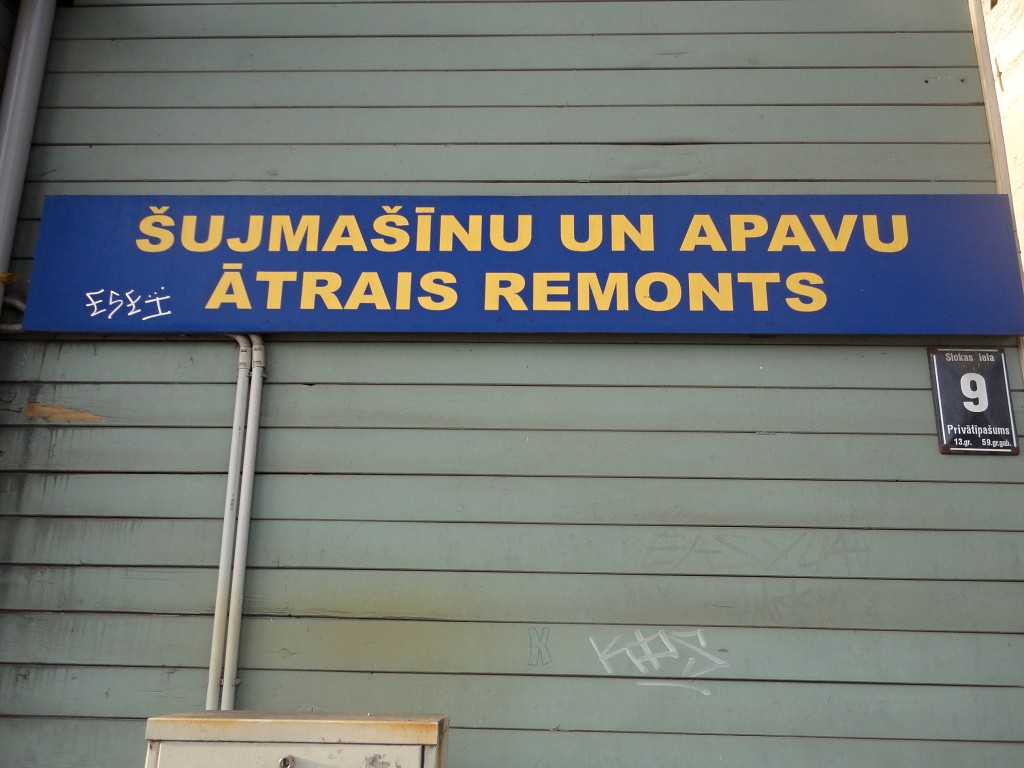 ŠUJMAŠĪNU UN APAVU
ĀTRAIS REMONTS
Slokas iela
9
Privātīpašums
13.gr. 59.gr.gab.